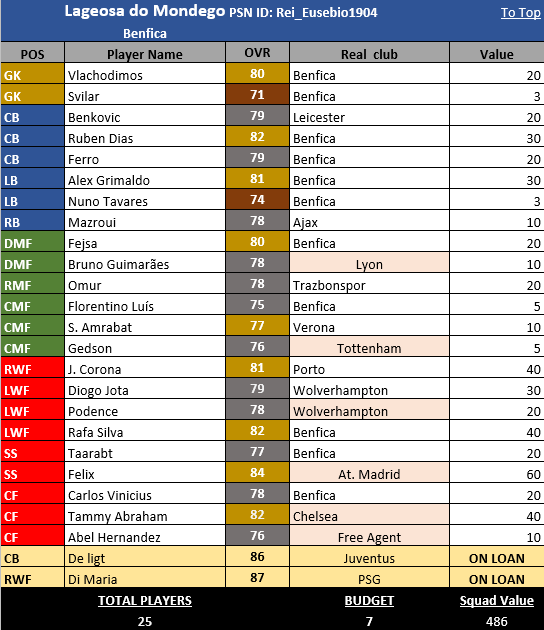 Lageosa do Mondego PSN ID: Rei_Eusebio1904 To Top
Benfica
POS Player Name OVR Real club Value
GK Vlachodimos 80 Benfica 20
GK Svilar 71 Benfica 3
CB Benkovic 79 Leicester 20
CB Ruben Dias 82 Benfica 30
CB Ferro 79 Benfica 20
LB Alex Grimaldo 81 Benfica 30
LB Nuno Tavares 74 Benfica 3
RB Mazroui 78 Ajax 10
DMF Fejsa 80 Benfica 20
DMF Bruno Guimarães 78 Lyon 10
RMF Omur 78 Trazbonspor 20
CMF Florentino Luís 75 Benfica 5
CMF S. Amrabat 77 Verona 10
CMF Gedson 76 Tottenham 5
RWF J. Corona 81 Porto 40
LWF Diogo Jota 79 Wolverhampton 30
LWF Podence 78 Wolverhampton 20
LWF Rafa Silva 82 Benfica 40
SS Taarabt 77 Benfica 20
SS Felix 84 At. Madrid 60
CF Carlos Vinicius 78 Benfica 20
CF Tammy Abraham 82 Chelsea 40
CF Abel Hernandez 76 Free Agent 10
CB De ligt 86 Juventus ON LOAN
RWF Di Maria 87 PSG ON LOAN
TOTAL PLAYERS BUDGET Squad Value
25 7 486